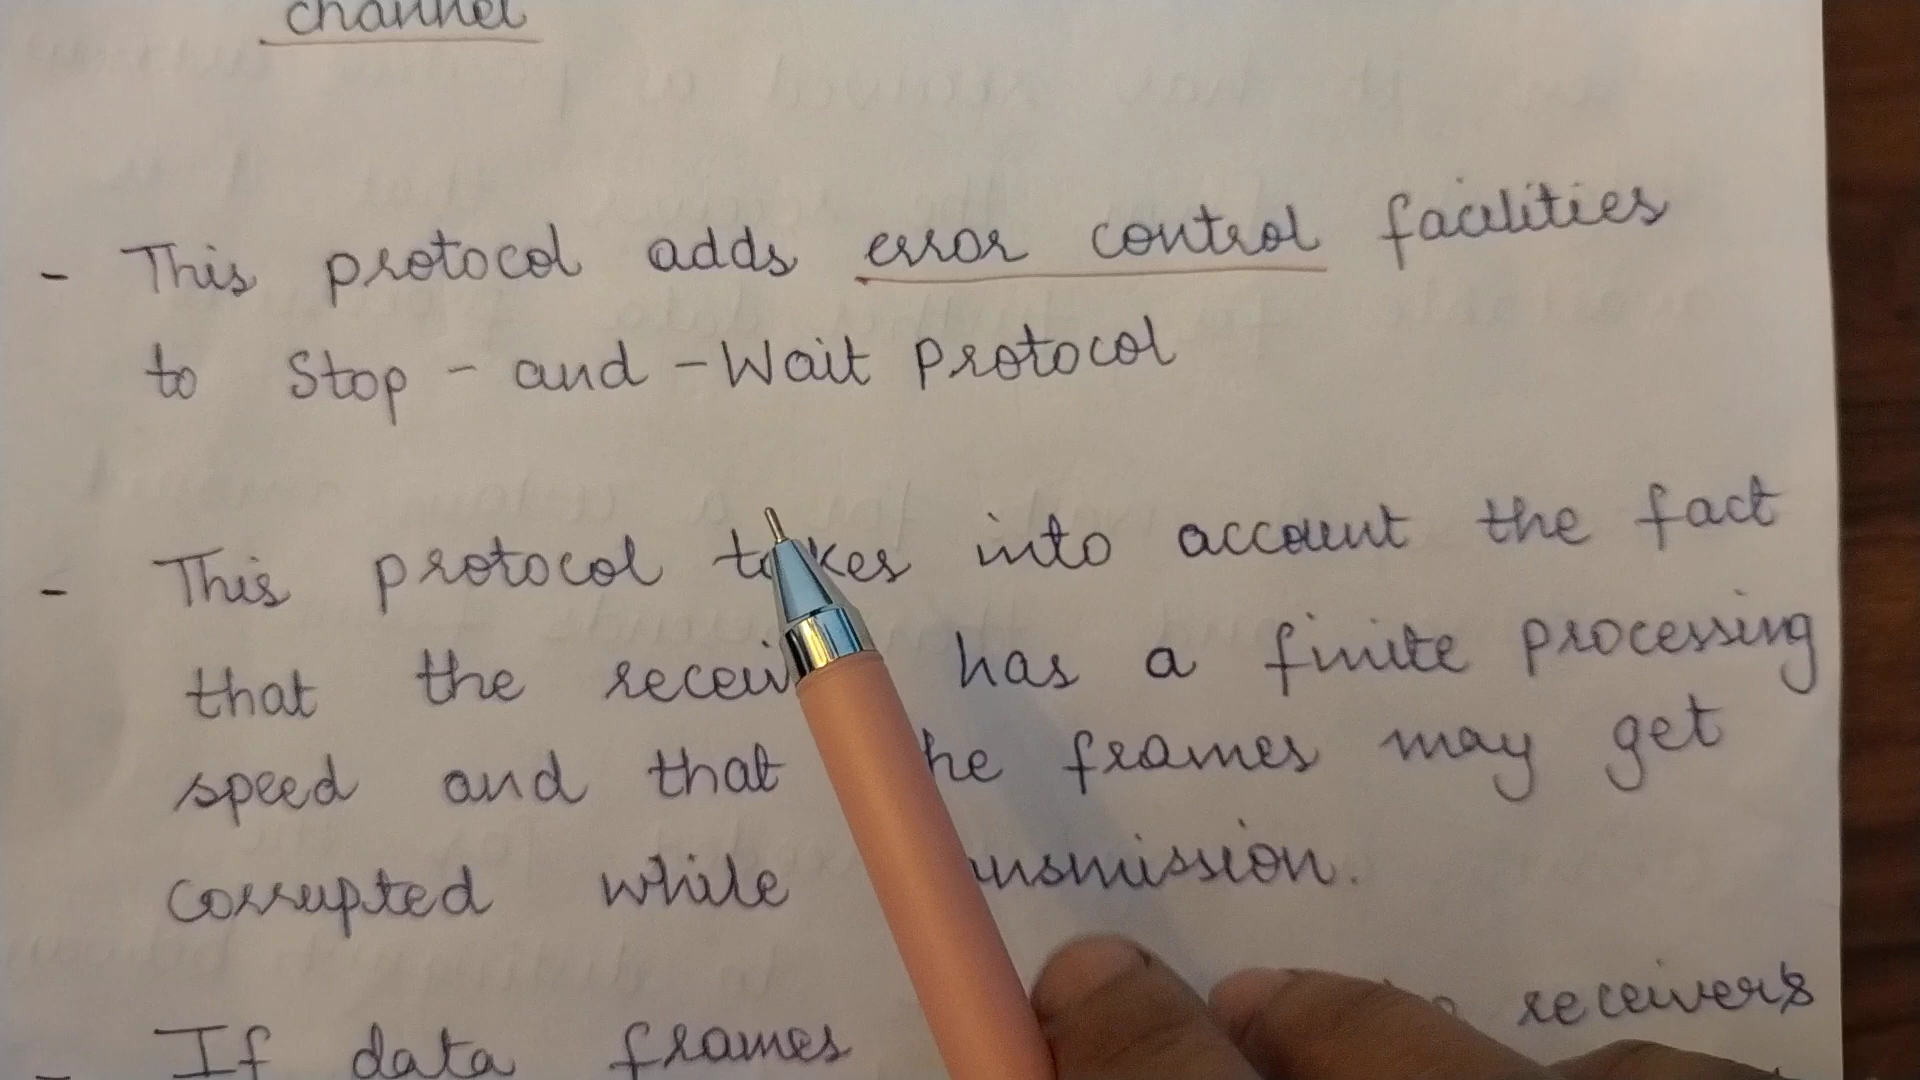 channel
- This protocol adds error control facilities
to Stop - and - Wait Protocol
- This protocol takes into account the fact
that the has a finite processing
speed and that the frames may get
corrupted while
receivers
- If data frames